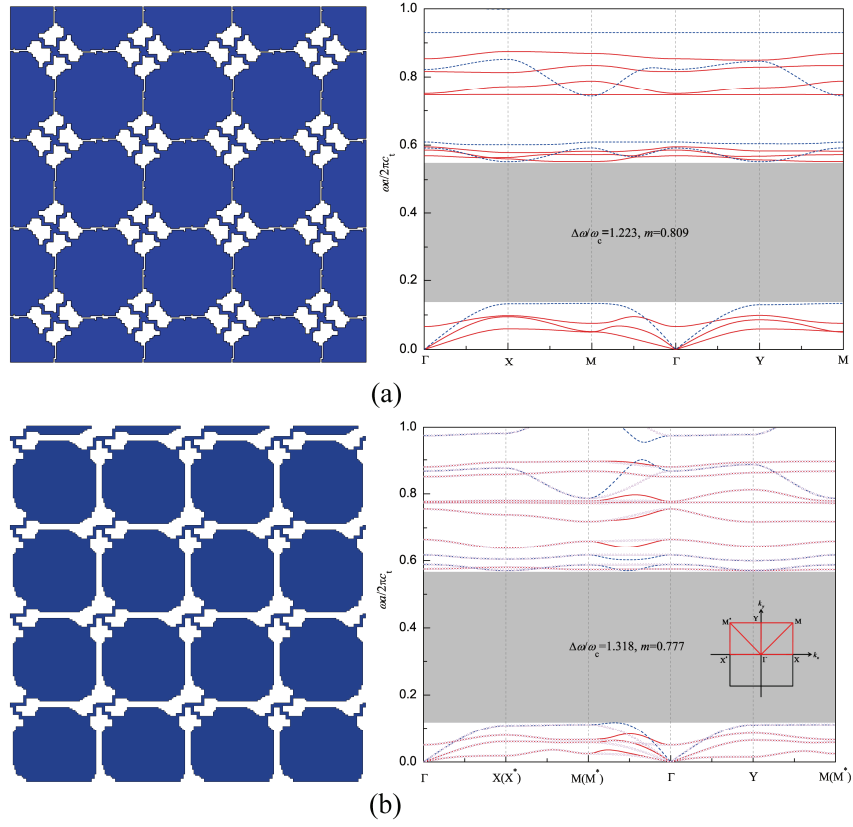 1.0
0.8
0.6
0.4
0.2
0.0
ωa/2πc_t
Δω/ω_c=1.223, m=0.809
Γ X M Γ Y M
(a)
1.0
0.8
0.6
0.4
0.2
0.0
ωa/2πc_t
Δω/ω_c=1.318, m=0.777
k_y
M* Y M
X* Γ X k_x
Γ X(X*) M(M*) Γ Y M(M*)
(b)